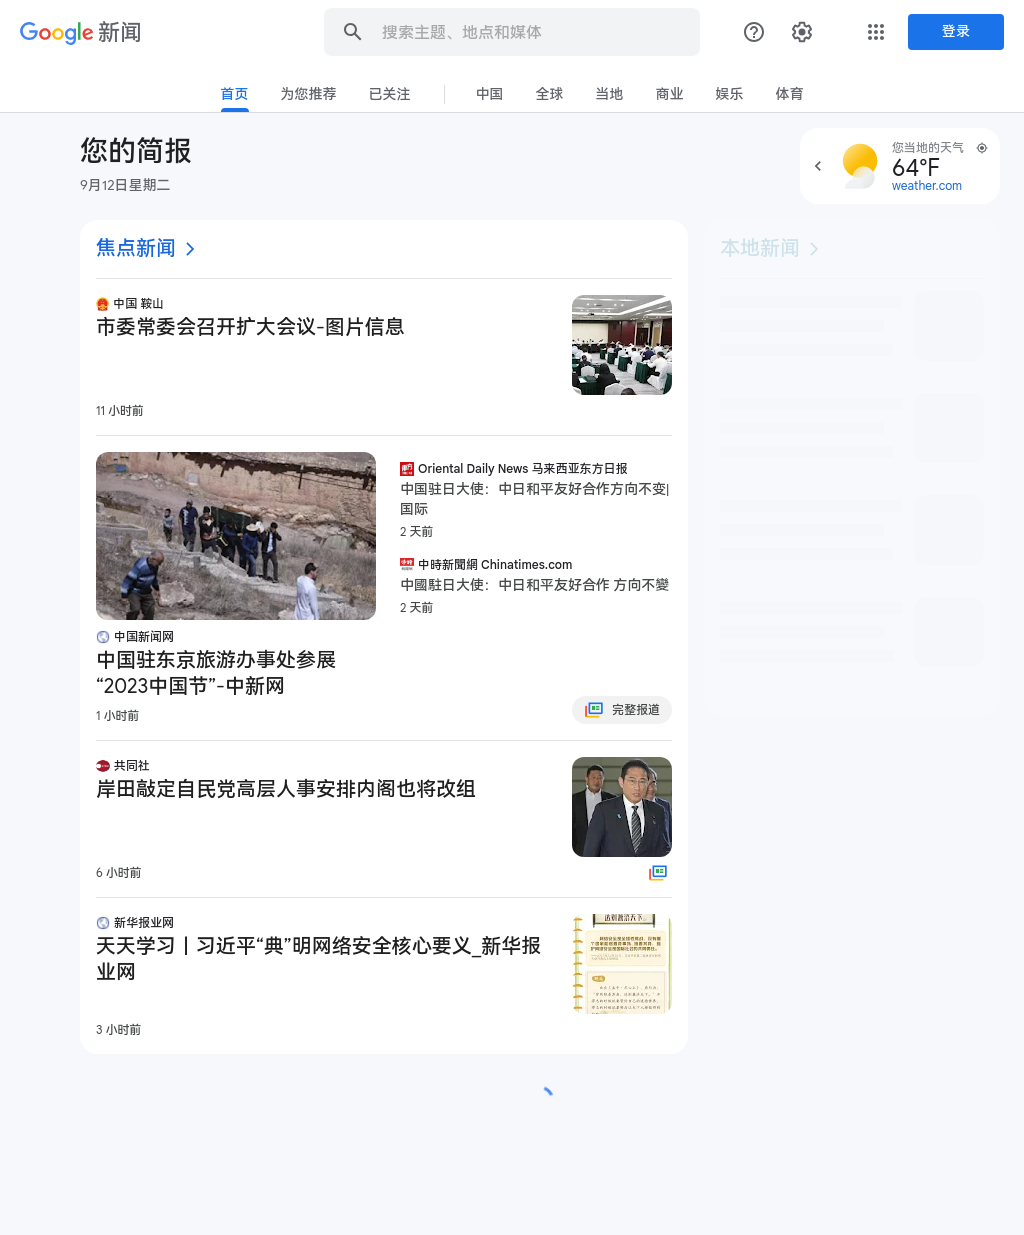 Google 新闻
搜索主题、地点和媒体
登录
首页
为您推荐
已关注
中国
全球
当地
商业
娱乐
体育
您的简报
9月12日星期二
您当地的天气
64°F
weather.com
焦点新闻
本地新闻
中国 鞍山
市委常委会召开扩大会议-图片信息
11 小时前
中国新闻网
中国驻东京旅游办事处参展
“2023中国节”-中新网
1 小时前
Oriental Daily News 马来西亚东方日报
中国驻日大使：中日和平友好合作方向不变|
国际
2 天前
中時新聞網 Chinatimes.com
中國駐日大使：中日和平友好合作 方向不變
2 天前
完整报道
共同社
岸田敲定自民党高层人事安排内阁也将改组
6 小时前
新华报业网
天天学习丨习近平“典”明网络安全核心要义_新华报
业网
3 小时前